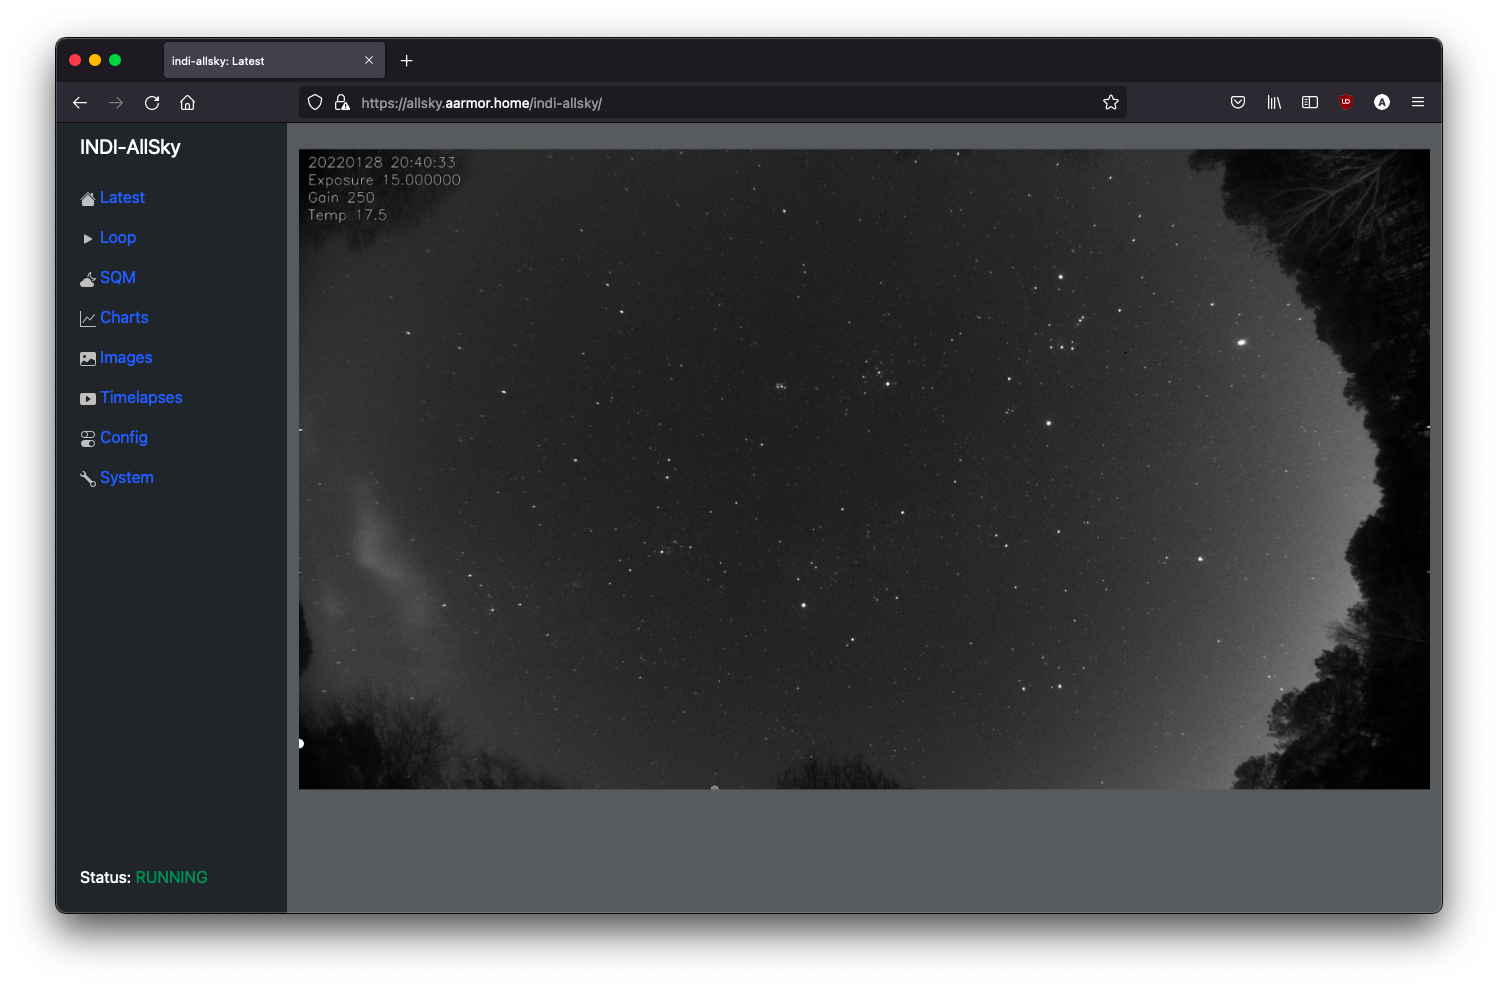 indi-allsky: Latest
https://allsky.aarmor.home/indi-allsky/
INDI-AllSky
Latest
Loop
SQM
Charts
Images
Timelapses
Config
System
Status: RUNNING
20220128 20:40:33
Exposure 15.000000
Gain 250
Temp 17.5